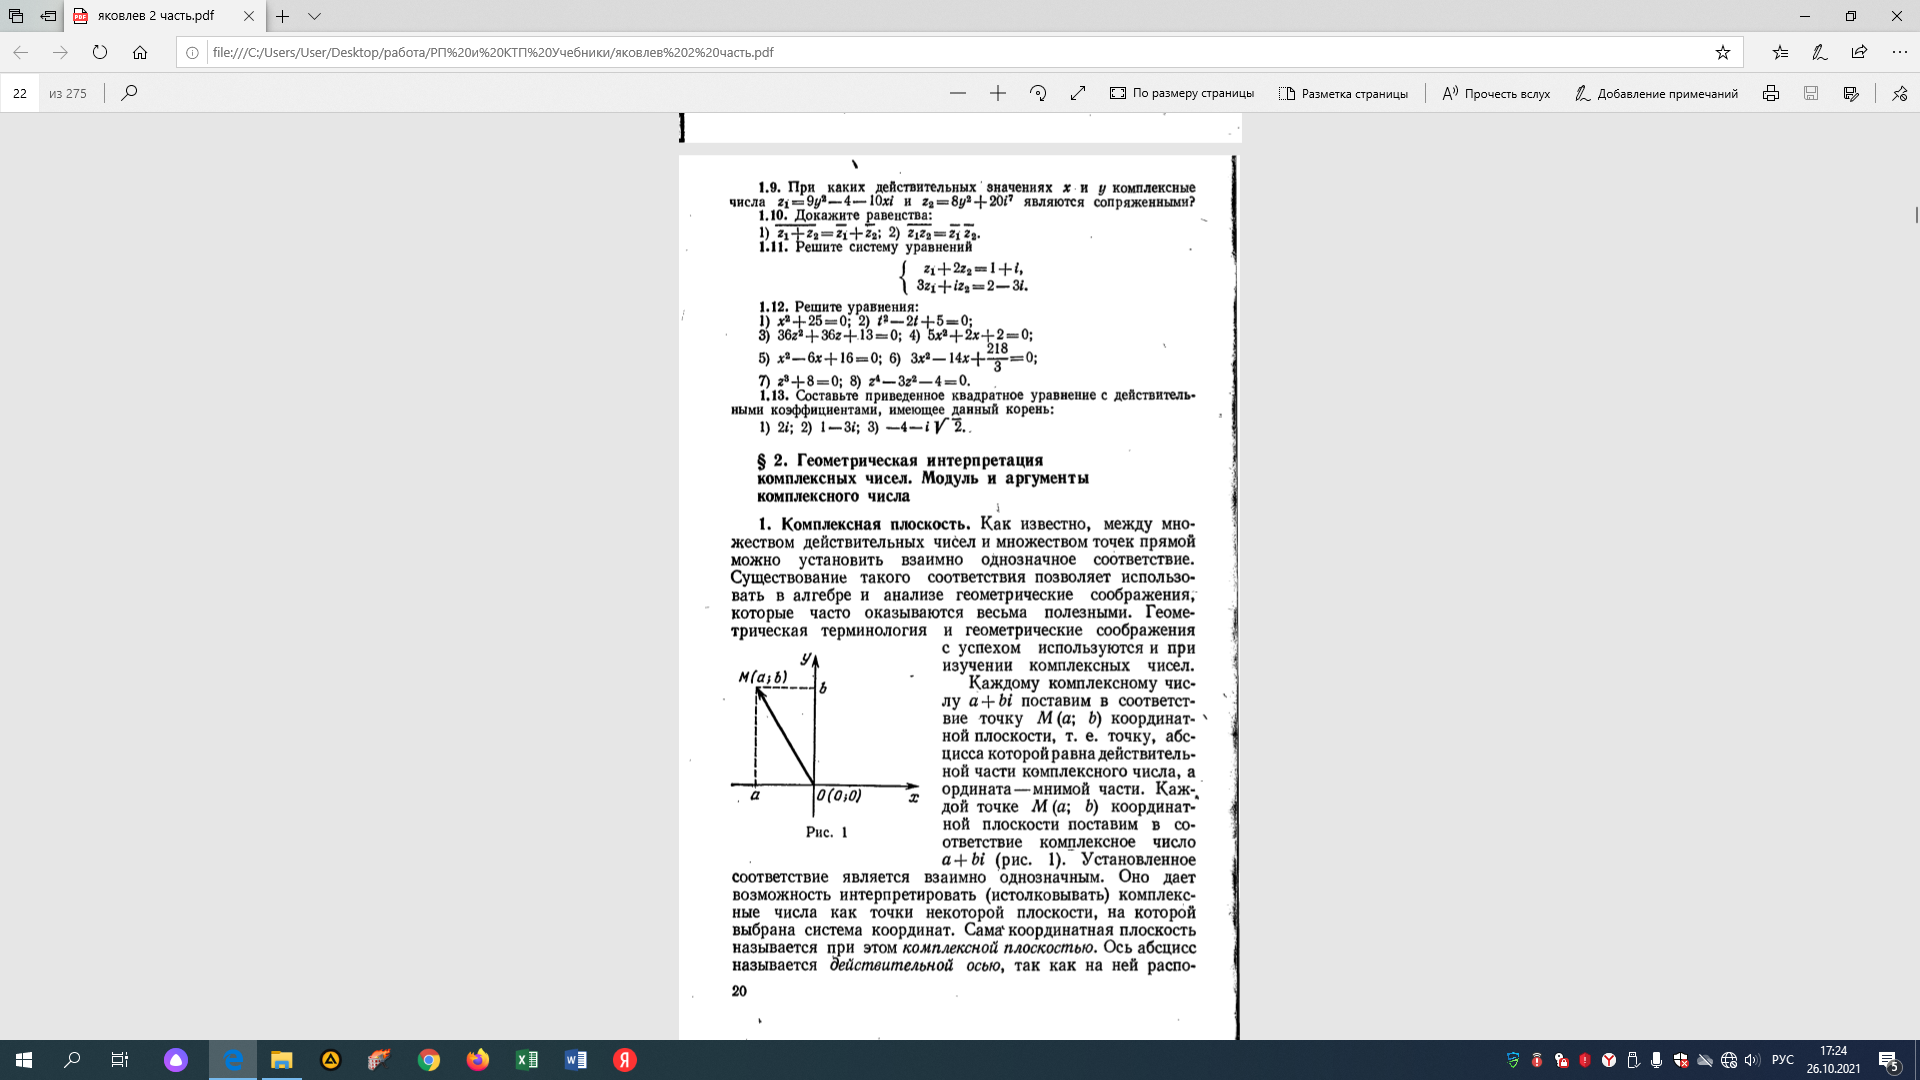 яковлев 2 часть.pdf
file:///C:/Users/User/Desktop/работа/РП%20и%20КТП%20Учебники/яковлев%202%20часть.pdf
22 из 275
По размеру страницы
Разметка страницы
Прочесть вслух
Добавление примечаний
1.9. При каких действительных значениях x и y комплексные
числа z₁=9y²—4—10xi и z₂=8y²+20i⁷ являются сопряженными?
1.10. Докажите равенства:
1) z̅₁̅+̅z̅₂̅=z̅₁+z̅₂; 2) z̅₁̅z̅₂̅=z̅₁ z̅₂.
1.11. Решите систему уравнений
{ z₁+2z₂=1+i,
3z₁+iz₂=2—3i.
1.12. Решите уравнения:
1) x²+25=0; 2) t²—2t+5=0;
3) 36z²+36z+13=0; 4) 5x²+2x+2=0;
5) x²—6x+16=0; 6) 3x²—14x+218/3=0;
7) z³+8=0; 8) z⁴—3z²—4=0.
1.13. Составьте приведенное квадратное уравнение с действитель-
ными коэффициентами, имеющее данный корень:
1) 2i; 2) 1—3i; 3) —4—i√2.
§ 2. Геометрическая интерпретация
комплексных чисел. Модуль и аргументы
комплексного числа
1. Комплексная плоскость. Как известно, между мно-
жеством действительных чисел и множеством точек прямой
можно установить взаимно однозначное соответствие.
Существование такого соответствия позволяет использо-
вать в алгебре и анализе геометрические соображения,
которые часто оказываются весьма полезными. Геоме-
трическая терминология и геометрические соображения
с успехом используются и при
изучении комплексных чисел.
Каждому комплексному чис-
лу a+bi поставим в соответст-
вие точку M (a; b) координат-
ной плоскости, т. е. точку, абс-
цисса которой равна действитель-
ной части комплексного числа, а
ордината—мнимой части. Каж-
дой точке M (a; b) координат-
ной плоскости поставим в со-
ответствие комплексное число
a+bi (рис. 1). Установленное
y
M(a;b)
b
a
O(0;0)
x
Рис. 1
соответствие является взаимно однозначным. Оно дает
возможность интерпретировать (истолковывать) комплекс-
ные числа как точки некоторой плоскости, на которой
выбрана система координат. Сама координатная плоскость
называется при этом комплексной плоскостью. Ось абсцисс
называется действительной осью, так как на ней распо-
20
РУС
17:24
26.10.2021
5